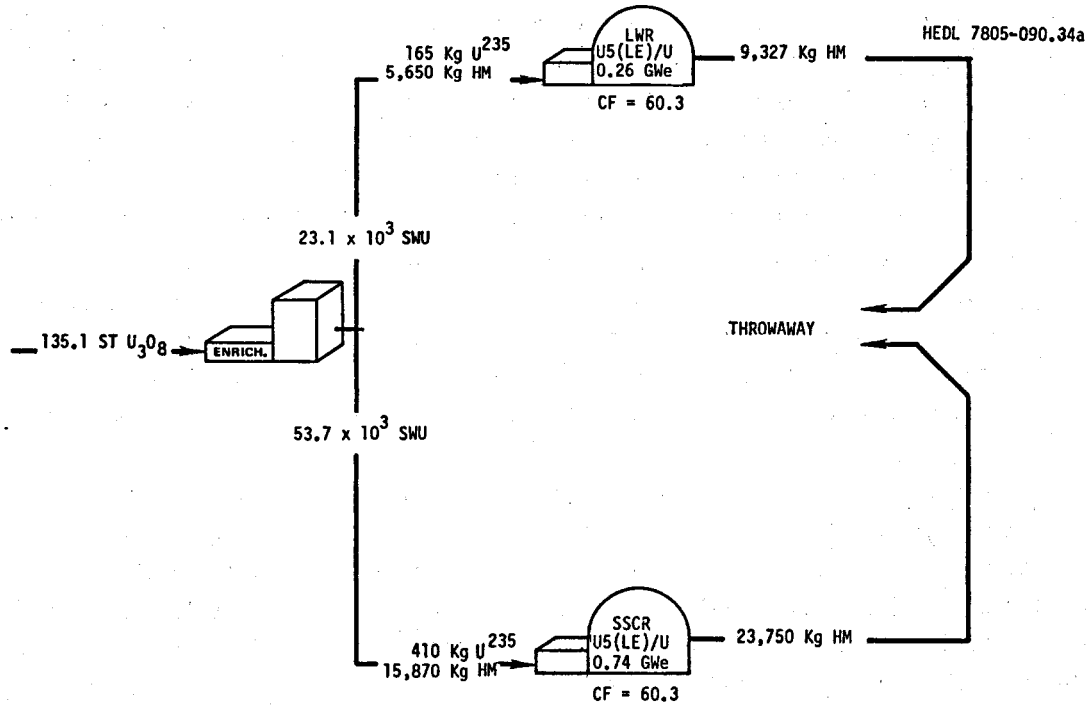 HEDL 7805-090.34a
165 Kg U²³⁵
5,650 Kg HM
LWR
U5(LE)/U
0.26 GWe
CF = 60.3
9,327 Kg HM
23.1 x 10³ SWU
135.1 ST U₃O₈
ENRICH.
THROWAWAY
53.7 x 10³ SWU
410 Kg U²³⁵
15,870 Kg HM
SSCR
U5(LE)/U
0.74 GWe
CF = 60.3
23,750 Kg HM